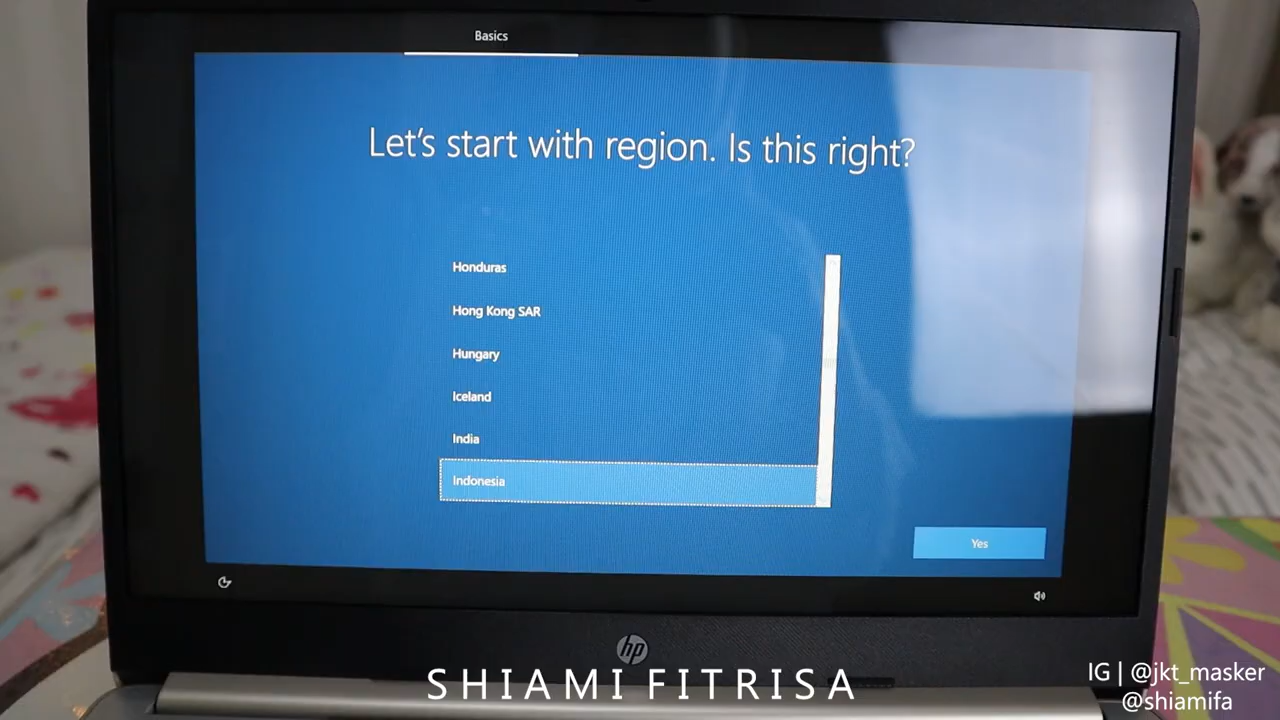 Basics
Let's start with region. Is this right?
Honduras
Hong Kong SAR
Hungary
Iceland
India
Indonesia
Yes
hp
SHIAMI FITRISA
IG | @jkt_masker
@shiamifa